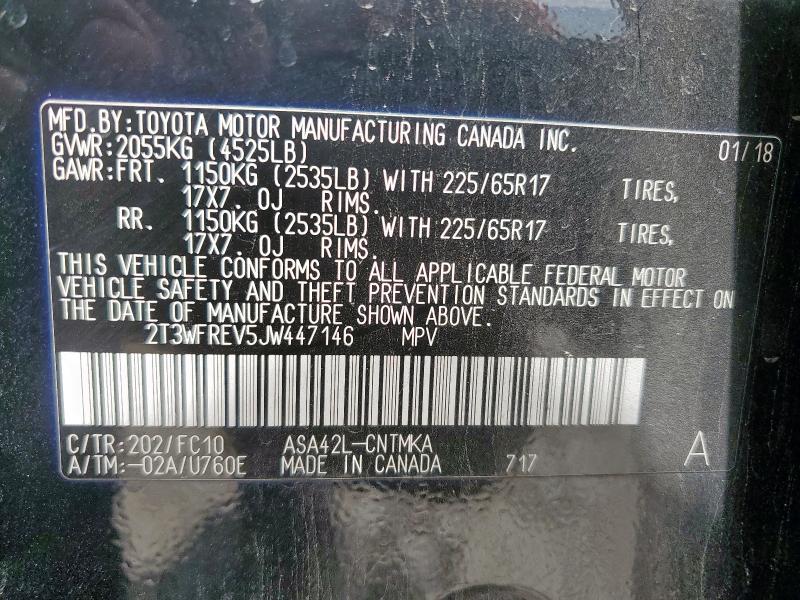 MFD.BY:TOYOTA MOTOR MANUFACTURING CANADA INC. 01/18
GVWR:2055KG (4525LB)
GAWR:FRT. 1150KG (2535LB) WITH 225/65R17 TIRES,
17X7. 0J RIMS.
RR. 1150KG (2535LB) WITH 225/65R17 TIRES,
17X7. 0J RIMS.
THIS VEHICLE CONFORMS TO ALL APPLICABLE FEDERAL MOTOR
VEHICLE SAFETY AND THEFT PREVENTION STANDARDS IN EFFECT ON
THE DATE OF MANUFACTURE SHOWN ABOVE.
2T3WFREV5JW447146 MPV
C/TR:202/FC10 ASA42L-CNTMKA
A/TM:-02A/U760E MADE IN CANADA 717 A